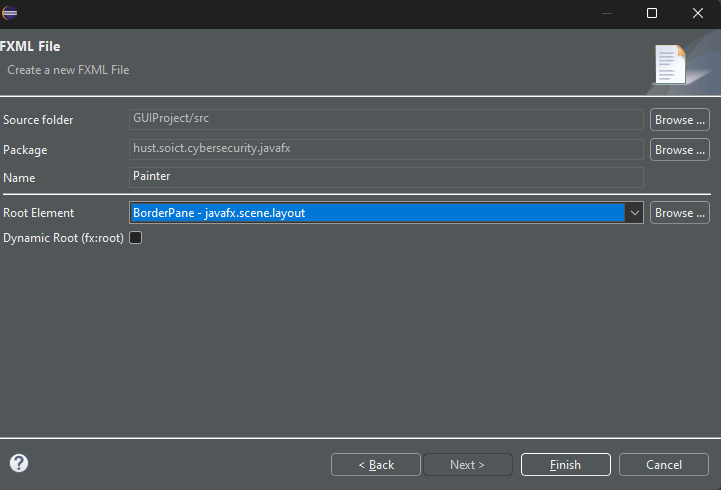 FXML File
Create a new FXML File
Source folder GUIProject/src Browse ...
Package hust.soict.cybersecurity.javafx Browse ...
Name Painter
Root Element BorderPane - javafx.scene.layout Browse ...
Dynamic Root (fx:root)
? < Back Next > Finish Cancel